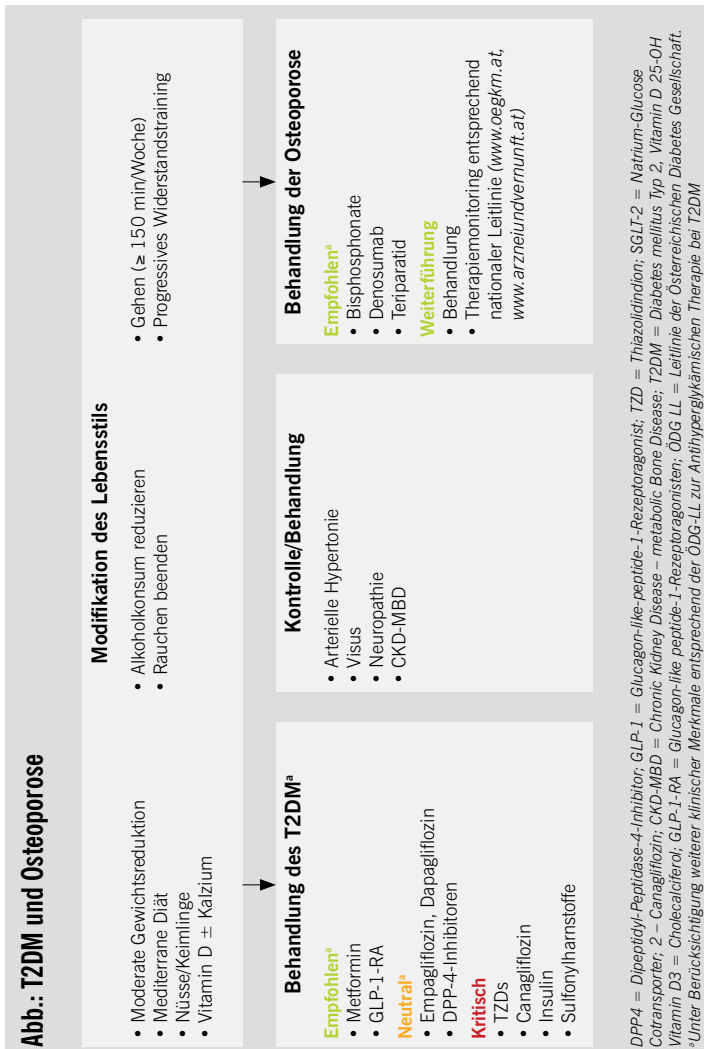 Abb.: T2DM und Osteoporose
Modifikation des Lebensstils
• Moderate Gewichtsreduktion
• Mediterrane Diät
• Nüsse/Keimlinge
• Vitamin D ± Kalzium
• Alkoholkonsum reduzieren
• Rauchen beenden
• Gehen (≥ 150 min/Woche)
• Progressives Widerstandstraining
Behandlung des T2DMᵃ
Empfohlenᵃ
• Metformin
• GLP-1-RA
Neutralᵃ
• Empagliflozin, Dapagliflozin
• DPP-4-Inhibitoren
Kritisch
• TZDs
• Canagliflozin
• Insulin
• Sulfonylharnstoffe
Kontrolle/Behandlung
• Arterielle Hypertonie
• Visus
• Neuropathie
• CKD-MBD
Behandlung der Osteoporose
Empfohlenᵃ
• Bisphosphonate
• Denosumab
• Teriparatid
Weiterführung
• Behandlung
• Therapiemonitoring entsprechend
nationaler Leitlinie (www.oegkm.at,
www.arzneiundvernunft.at)
DPP4 = Dipeptidyl-Peptidase-4-Inhibitor; GLP-1 = Glucagon-like-peptide-1-Rezeptoragonist; TZD = Thiazolidindion; SGLT-2 = Natrium-Glucose
Cotransporter; 2 – Canagliflozin; CKD-MBD = Chronic Kidney Disease – metabolic Bone Disease; T2DM = Diabetes mellitus Typ 2, Vitamin D 25-OH
Vitamin D3 = Cholecalciferol; GLP-1-RA = Glucagon-like peptide-1-Rezeptoragonisten; ÖDG LL = Leitlinie der Österreichischen Diabetes Gesellschaft.
ᵃUnter Berücksichtigung weiterer klinischer Merkmale entsprechend der ÖDG-LL zur Antihyperglykämischen Therapie bei T2DM